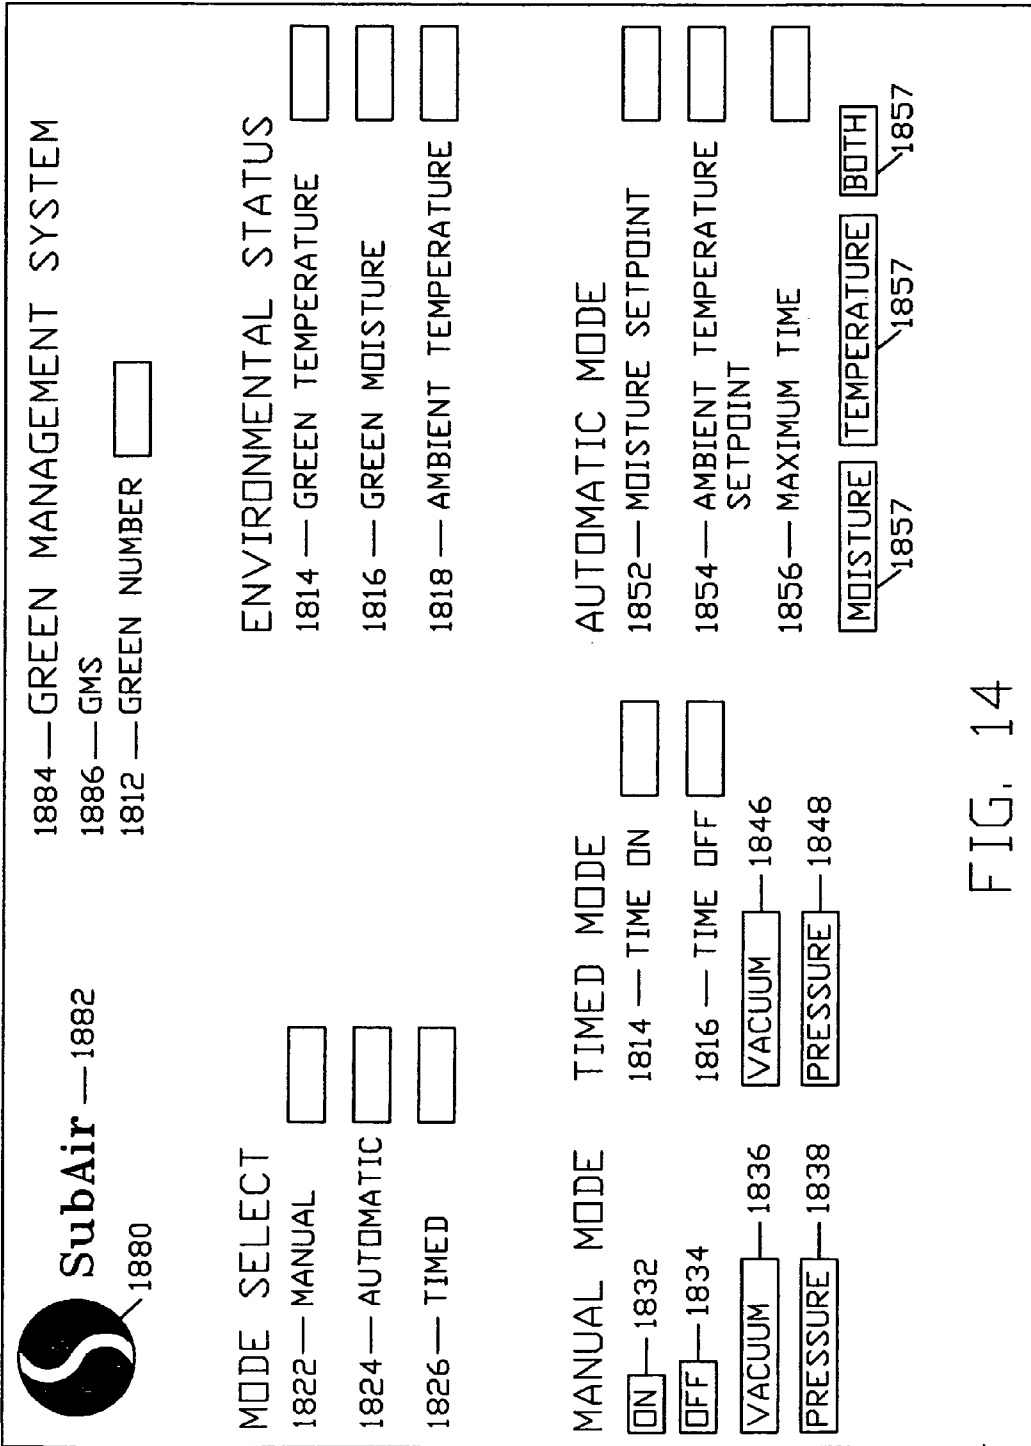 SubAir — 1882
1880
1884 — GREEN MANAGEMENT SYSTEM
1886 — GMS
1812 — GREEN NUMBER
MODE SELECT
1822 — MANUAL
1824 — AUTOMATIC
1826 — TIMED
ENVIRONMENTAL STATUS
1814 — GREEN TEMPERATURE
1816 — GREEN MOISTURE
1818 — AMBIENT TEMPERATURE
MANUAL MODE
ON — 1832
OFF — 1834
VACUUM — 1836
PRESSURE — 1838
TIMED MODE
1814 — TIME ON
1816 — TIME OFF
VACUUM — 1846
PRESSURE — 1848
AUTOMATIC MODE
1852 — MOISTURE SETPOINT
1854 — AMBIENT TEMPERATURE
SETPOINT
1856 — MAXIMUM TIME
MOISTURE TEMPERATURE BOTH
1857 1857 1857
FIG. 14